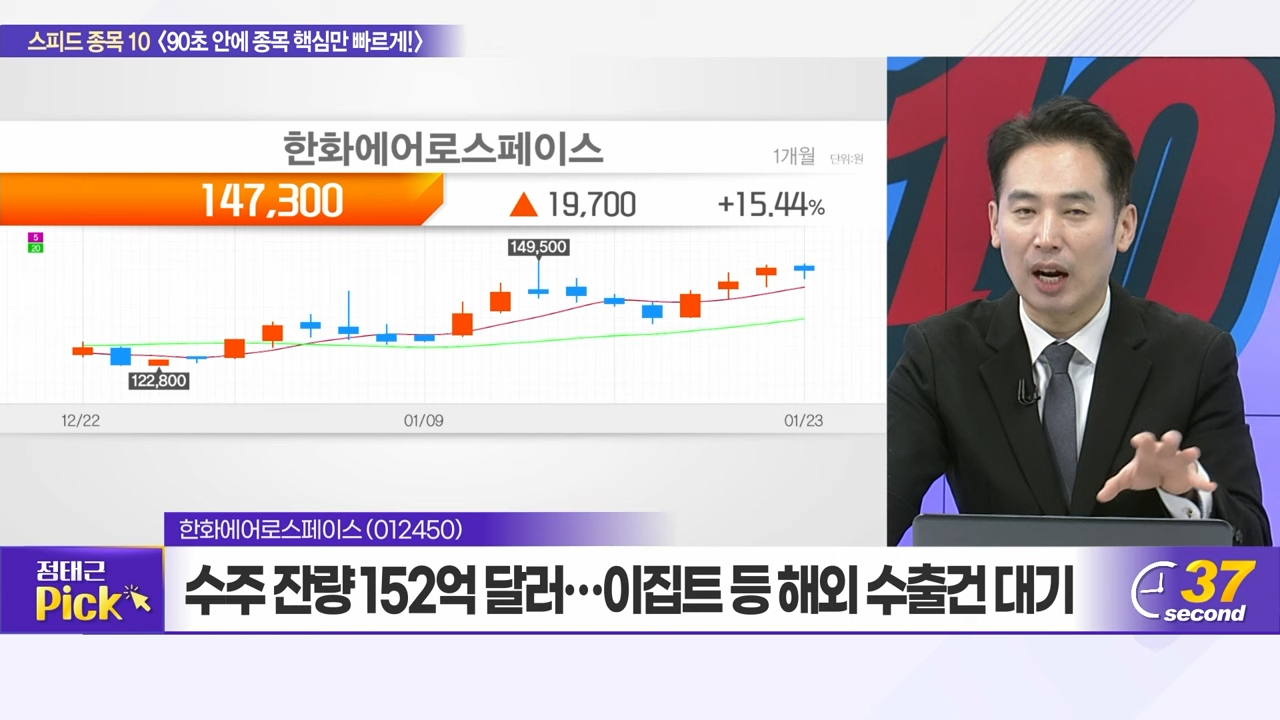 스피드 종목 10 〈90초 안에 종목 핵심만 빠르게!〉
한화에어로스페이스
1개월 단위:원
147,300 ▲ 19,700 +15.44%
5
20
149,500
122,800
12/22 01/09 01/23
10
한화에어로스페이스 (012450)
정태근
Pick
수주 잔량 152억 달러…이집트 등 해외 수출건 대기
37
second